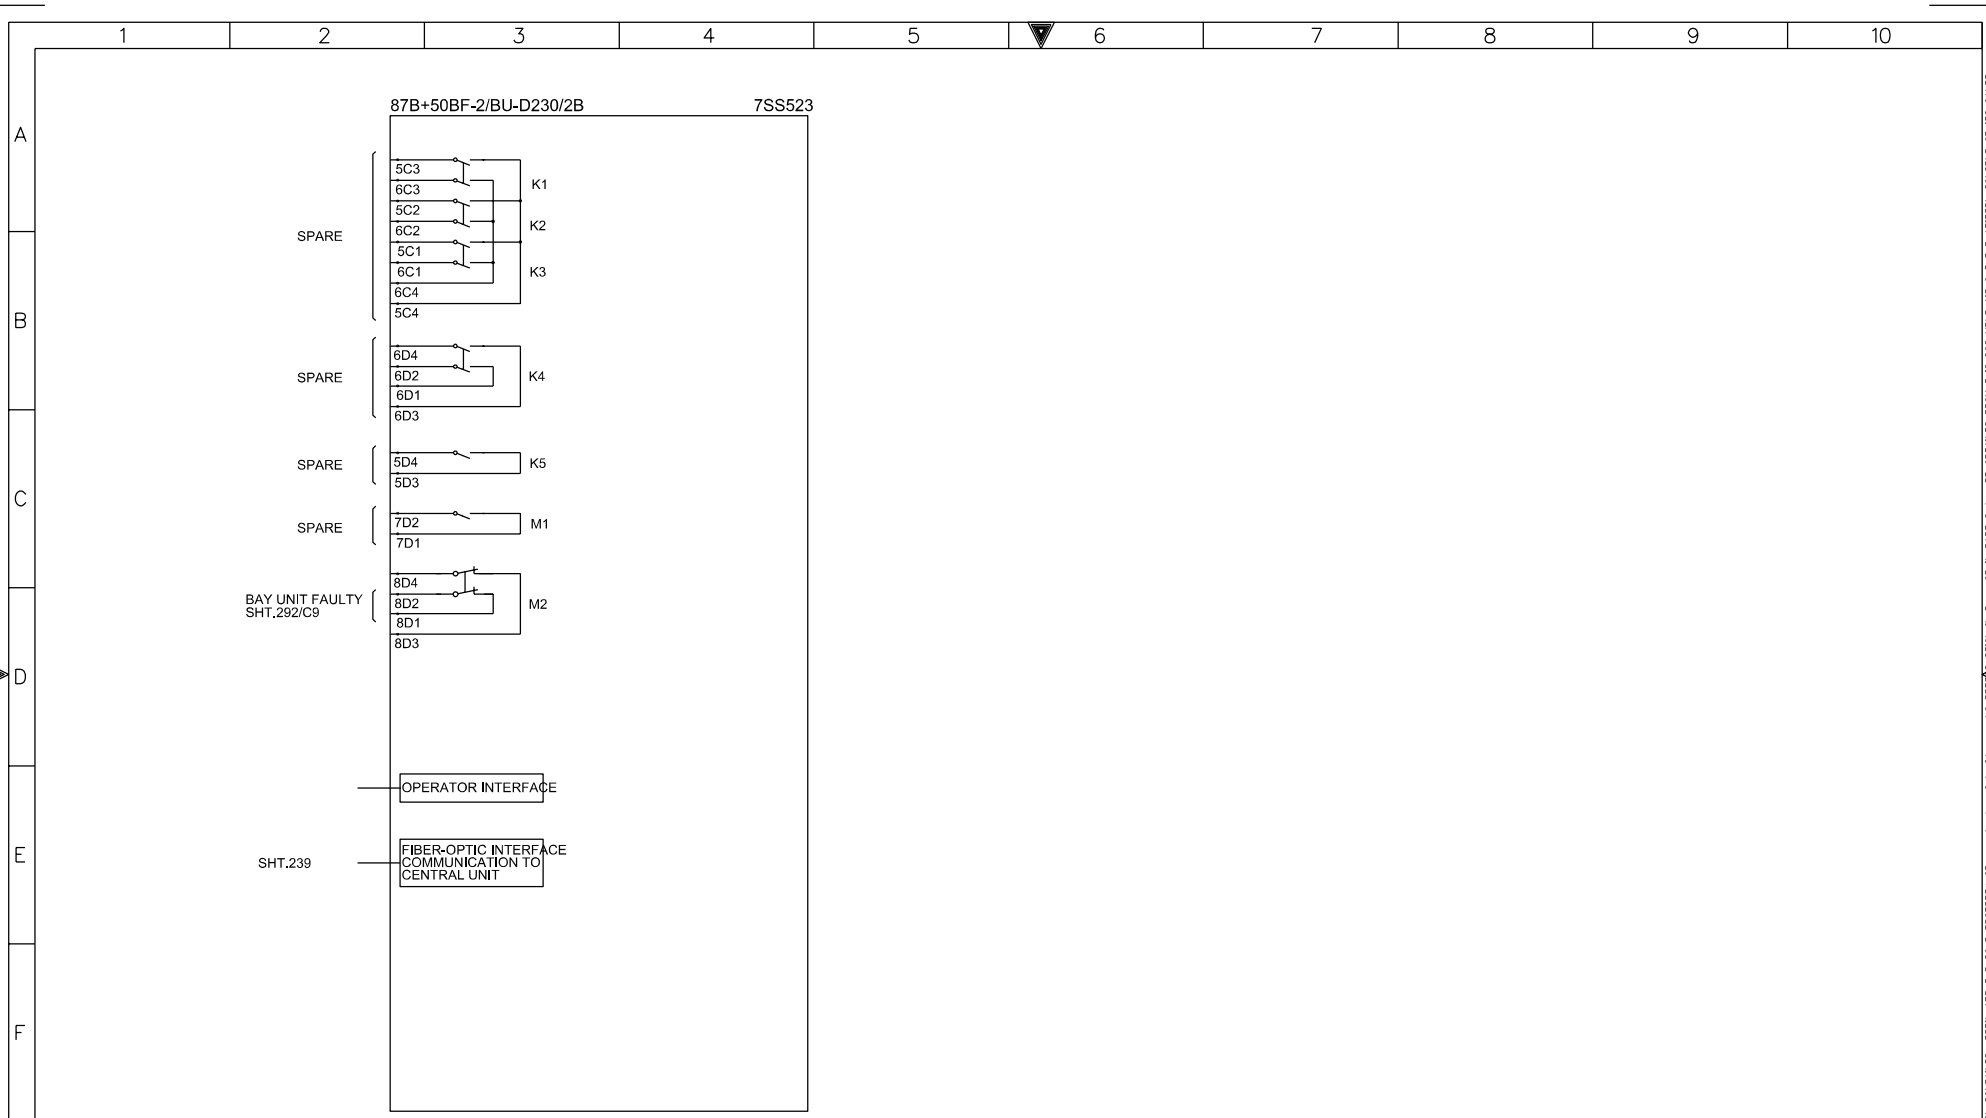 1 2 3 4 5 6 7 8 9 10
87B+50BF-2/BU-D230/2B 7SS523
A
5C3
6C3
K1
5C2
6C2
K2
SPARE
5C1
6C1
K3
6C4
5C4
B
6D4
6D2
SPARE
K4
6D1
6D3
5D4
SPARE
K5
5D3
C
7D2
SPARE
M1
7D1
8D4
BAY UNIT FAULTY
SHT.292/C9
8D2
M2
8D1
8D3
D
OPERATOR INTERFACE
E
SHT.239
FIBER-OPTIC INTERFACE
COMMUNICATION TO
CENTRAL UNIT
F